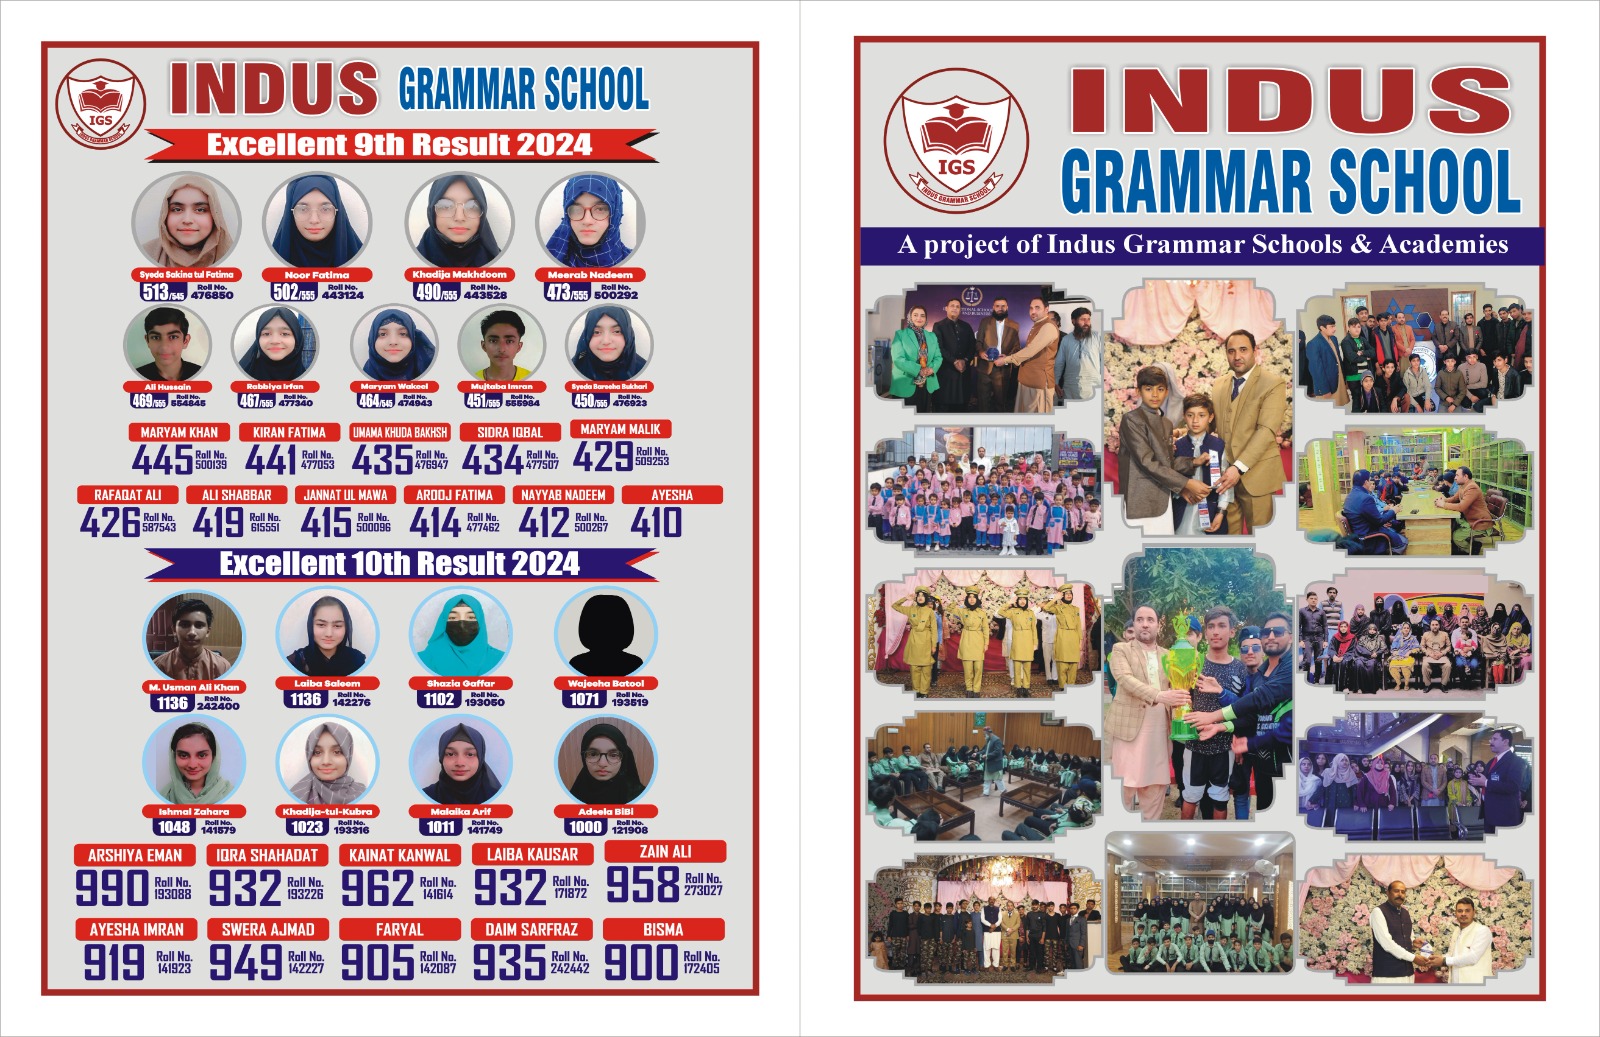 IGS
INDUS GRAMMAR SCHOOL
INDUS GRAMMAR SCHOOL
Excellent 9th Result 2024
Syeda Sakina tul Fatima
513/545 Roll No. 476850
Noor Fatima
502/555 Roll No. 443124
Khadija Makhdoom
490/555 Roll No. 443528
Meerab Nadeem
473/555 Roll No. 500292
Ali Hussain
469/555 Roll No. 554845
Rabbiya Irfan
467/555 Roll No. 477340
Maryam Wakeel
464/545 Roll No. 474943
Mujtaba Imran
451/555 Roll No. 555984
Syeda Bareeha Bukhari
450/555 Roll No. 476923
MARYAM KHAN
445 Roll No. 500139
KIRAN FATIMA
441 Roll No. 477053
UMAMA KHUDA BAKHSH
435 Roll No. 476947
SIDRA IQBAL
434 Roll No. 477507
MARYAM MALIK
429 Roll No. 509253
RAFAQAT ALI
426 Roll No. 587543
ALI SHABBAR
419 Roll No. 615551
JANNAT UL MAWA
415 Roll No. 500096
AROOJ FATIMA
414 Roll No. 477462
NAYYAB NADEEM
412 Roll No. 500267
AYESHA
410
Excellent 10th Result 2024
M. Usman Ali Khan
1136 Roll No. 242400
Laiba Saleem
1136 Roll No. 142276
Shazia Gaffar
1102 Roll No. 193050
Wajeeha Batool
1071 Roll No. 193519
Ishmal Zahara
1048 Roll No. 141579
Khadija-tul-Kubra
1023 Roll No. 193316
Malaika Arif
1011 Roll No. 141749
Adeela BiBi
1000 Roll No. 121908
ARSHIYA EMAN
990 Roll No. 193088
IQRA SHAHADAT
932 Roll No. 193226
KAINAT KANWAL
962 Roll No. 141614
LAIBA KAUSAR
932 Roll No. 171872
ZAIN ALI
958 Roll No. 273027
AYESHA IMRAN
919 Roll No. 141923
SWERA AJMAD
949 Roll No. 142227
FARYAL
905 Roll No. 142087
DAIM SARFRAZ
935 Roll No. 242442
BISMA
900 Roll No. 172405
IGS
INDUS GRAMMAR SCHOOL
INDUS
GRAMMAR SCHOOL
A project of Indus Grammar Schools & Academies